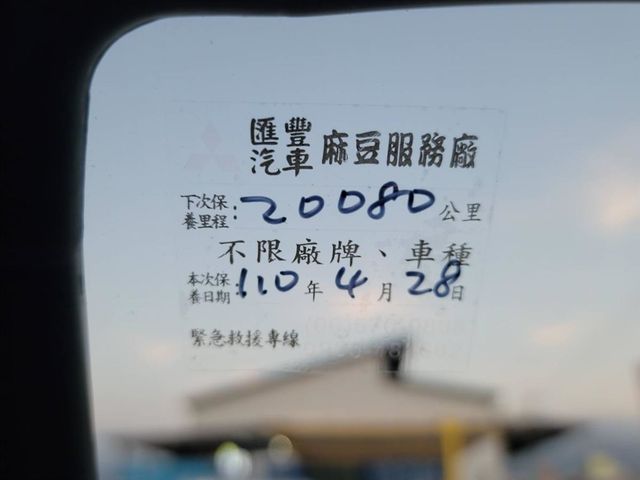 匯豐汽車 麻豆服務廠
下次保養里程: 20080 公里
不限廠牌、車種
本次保養日期: 110 年 4 月 28 日
緊急救援專線